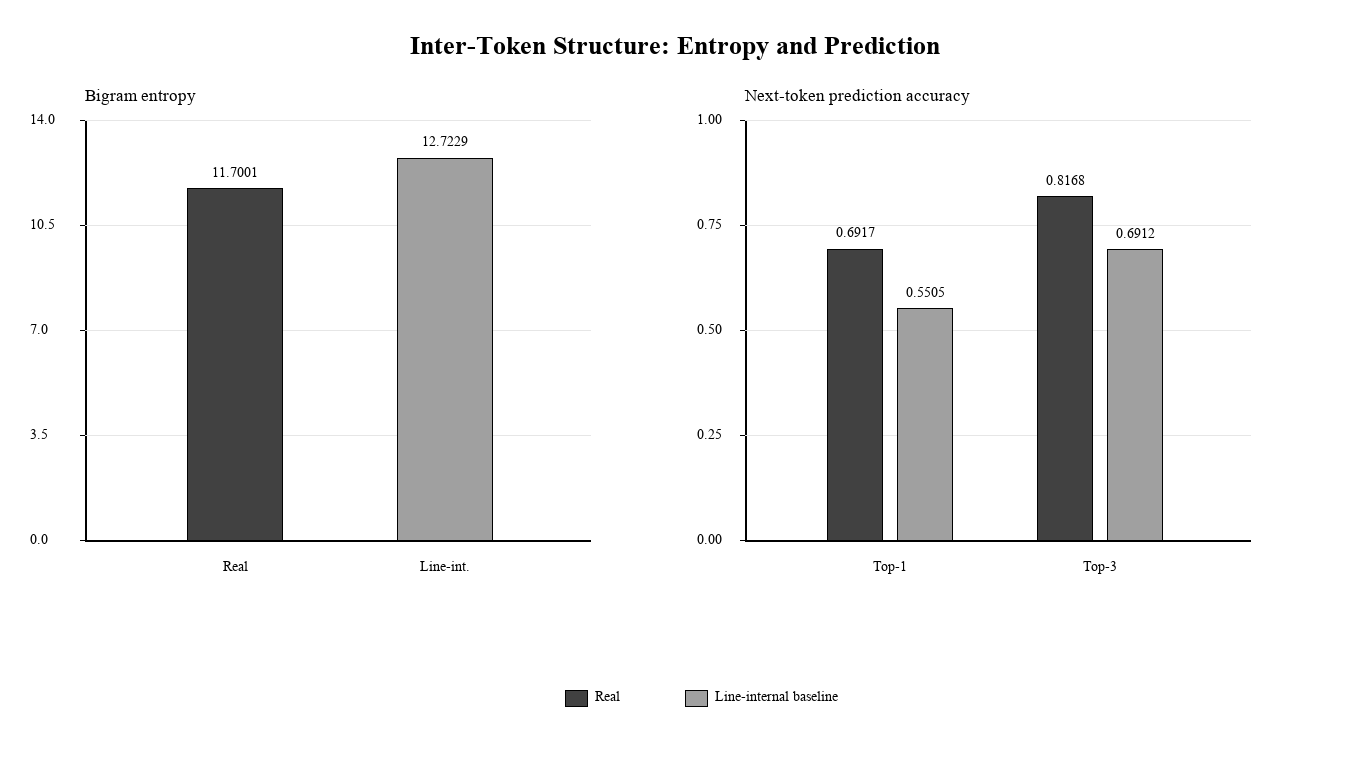 Inter-Token Structure: Entropy and Prediction
Bigram entropy
14.0
10.5
7.0
3.5
0.0
11.7001
12.7229
Real
Line-int.
Next-token prediction accuracy
1.00
0.75
0.50
0.25
0.00
0.6917
0.5505
0.8168
0.6912
Top-1
Top-3
Real
Line-internal baseline